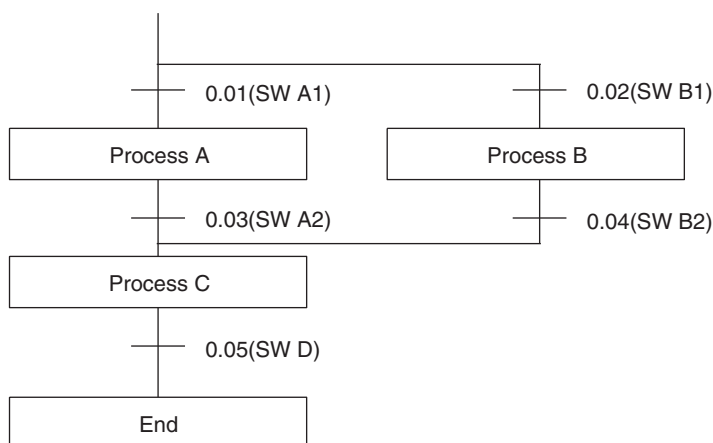 0.01(SW A1)
0.02(SW B1)
Process A
Process B
0.03(SW A2)
0.04(SW B2)
Process C
0.05(SW D)
End